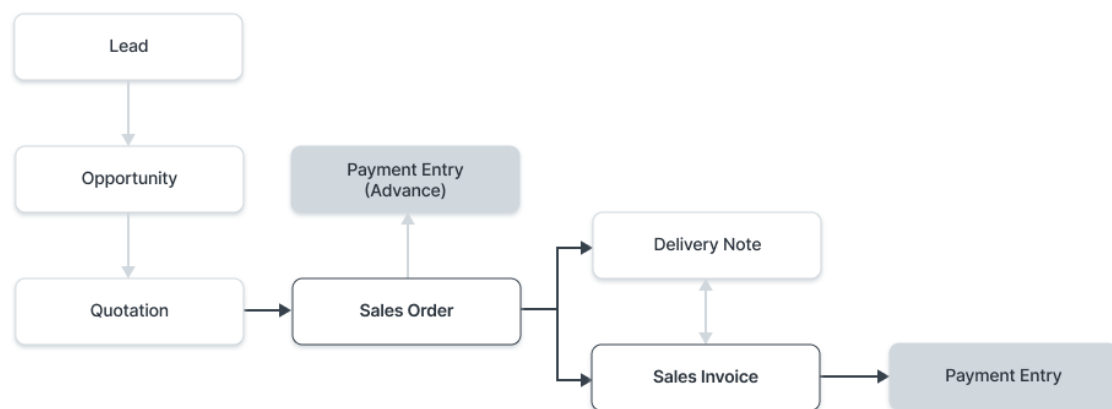 Lead
Opportunity
Payment Entry
(Advance)
Delivery Note
Quotation
Sales Order
Sales Invoice
Payment Entry